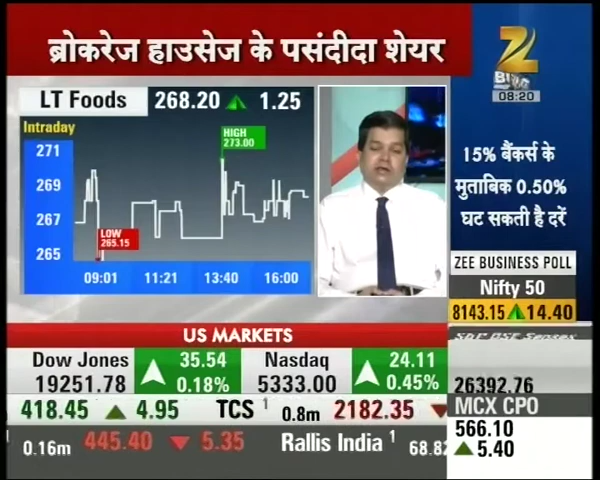 ब्रोकरेज हाउसेज के पसंदीदा शेयर
08:20
LT Foods 268.20 1.25
Intraday
271
269
267
265
HIGH
273.00
LOW
265.15
09:01 11:21 13:40 16:00
15% बैंकर्स के
मुताबिक 0.50%
घट सकती है दरें
ZEE BUSINESS POLL
Nifty 50
8143.15 14.40
26392.76
MCX CPO
566.10
5.40
US MARKETS
Dow Jones 35.54 Nasdaq 24.11
19251.78 0.18% 5333.00 0.45%
418.45 4.95 TCS 1 0.8m 2182.35
0.16m 445.40 5.35 Rallis India 1 68.82